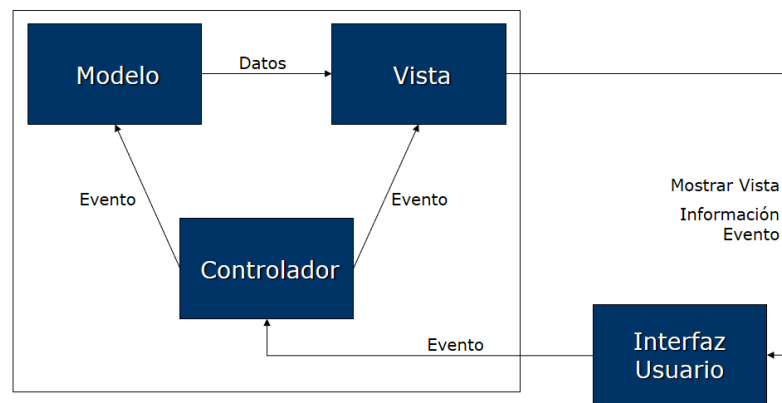 Modelo
Datos
Vista
Evento
Evento
Mostrar Vista
Información
Evento
Controlador
Evento
Interfaz
Usuario